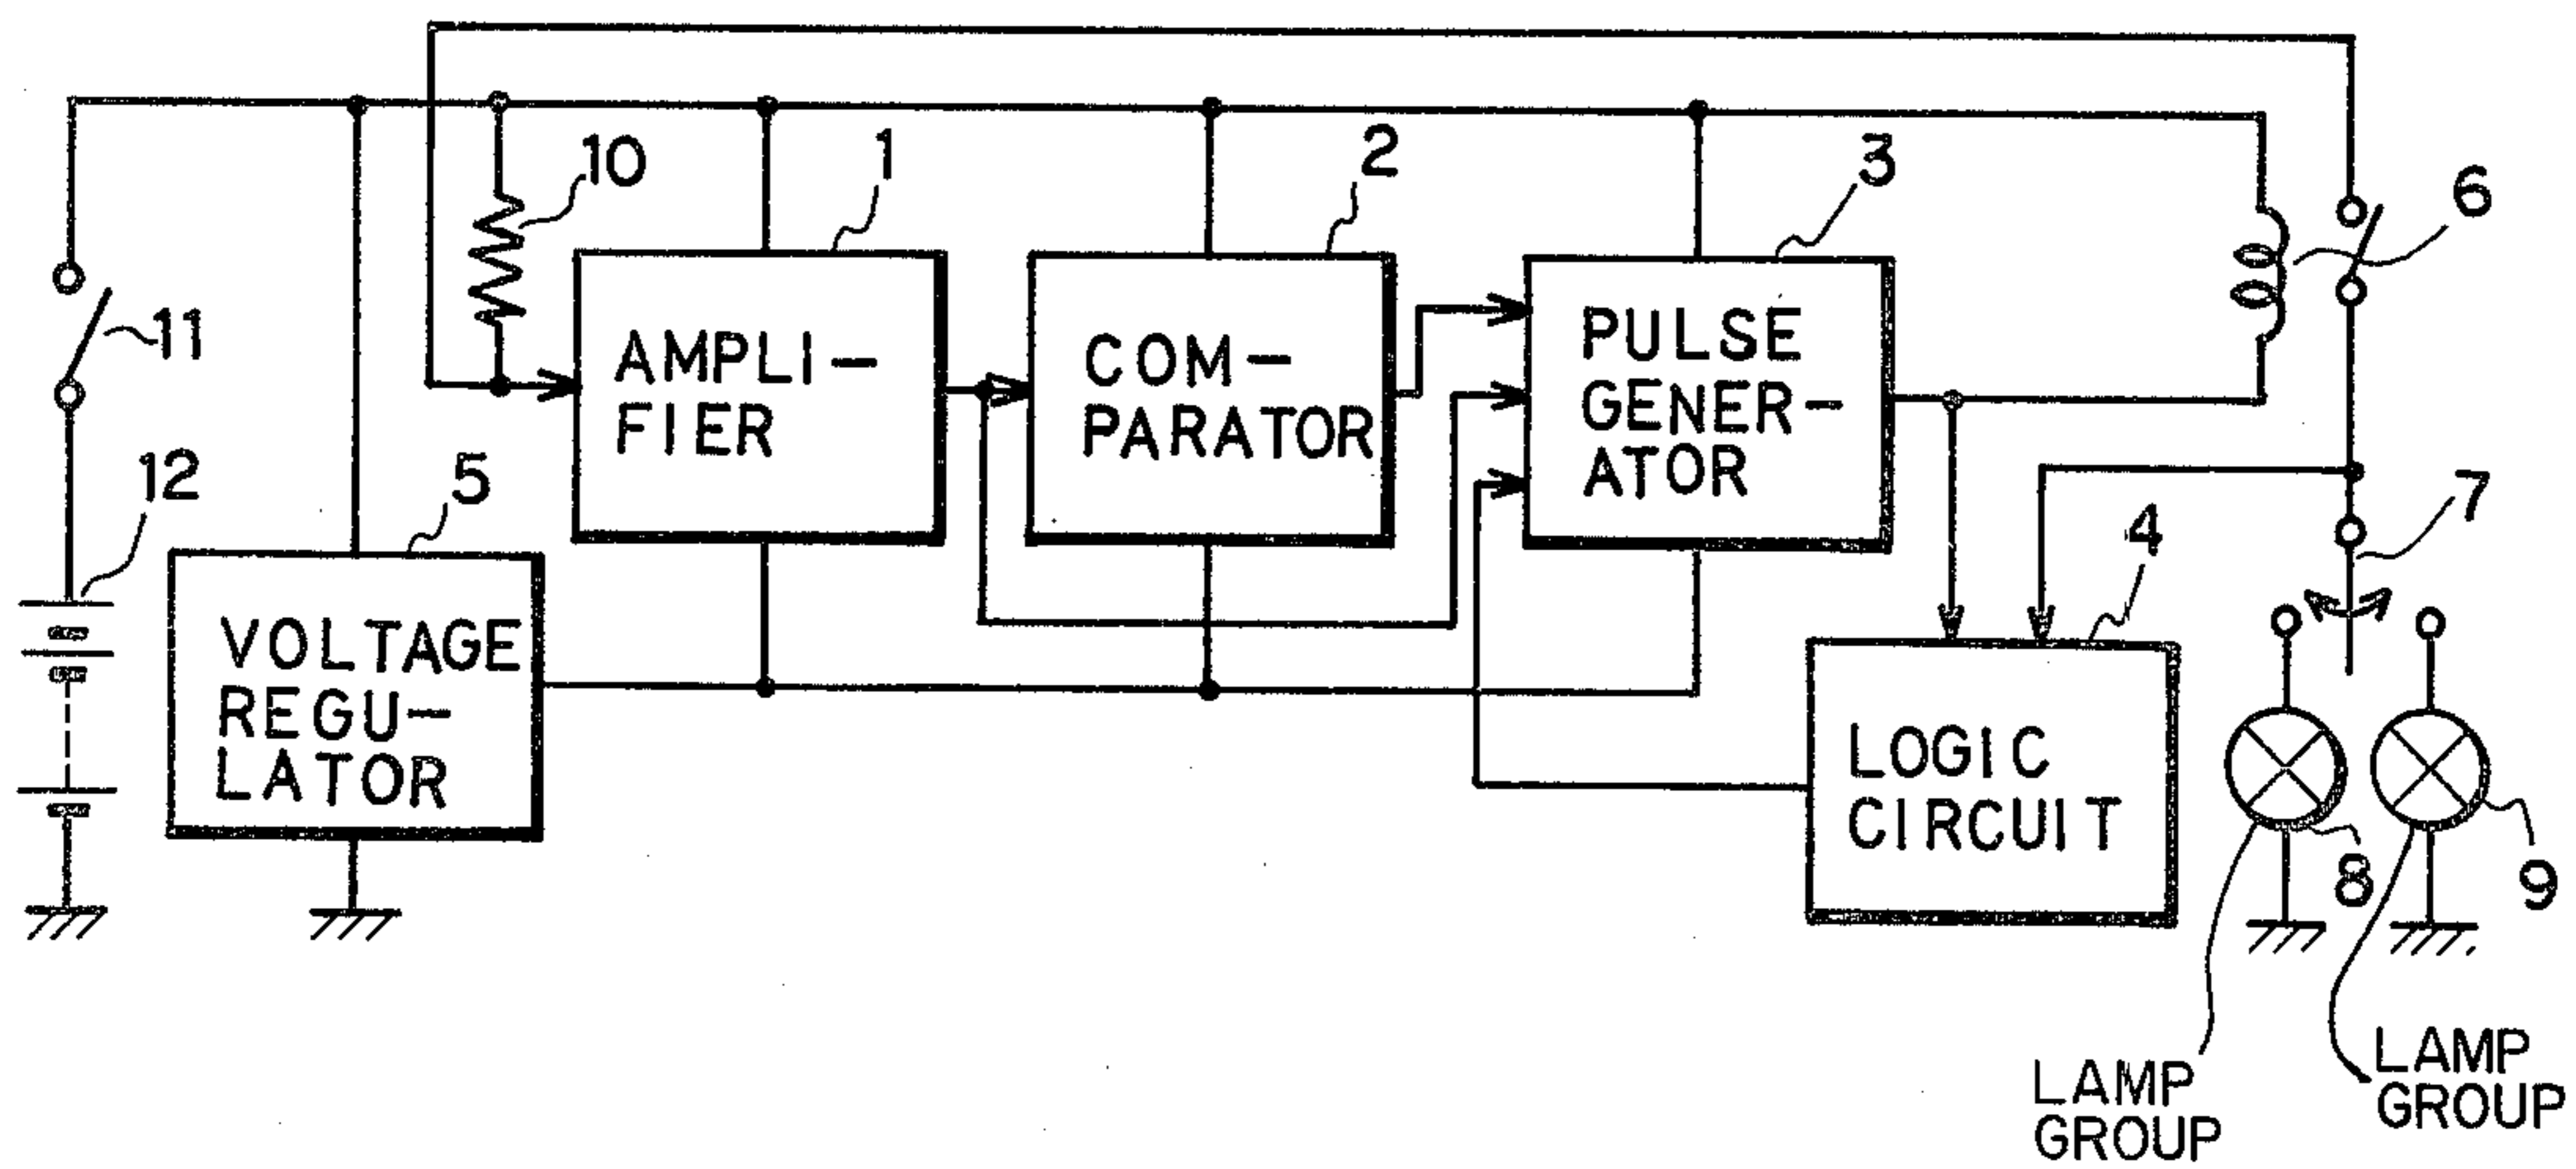 10
1
2
3
6
11
AMPLI-
FIER
COM-
PARATOR
PULSE
GENER-
ATOR
12
5
7
4
VOLTAGE
REGU-
LATOR
LOGIC
CIRCUIT
8
9
LAMP
GROUP
LAMP
GROUP